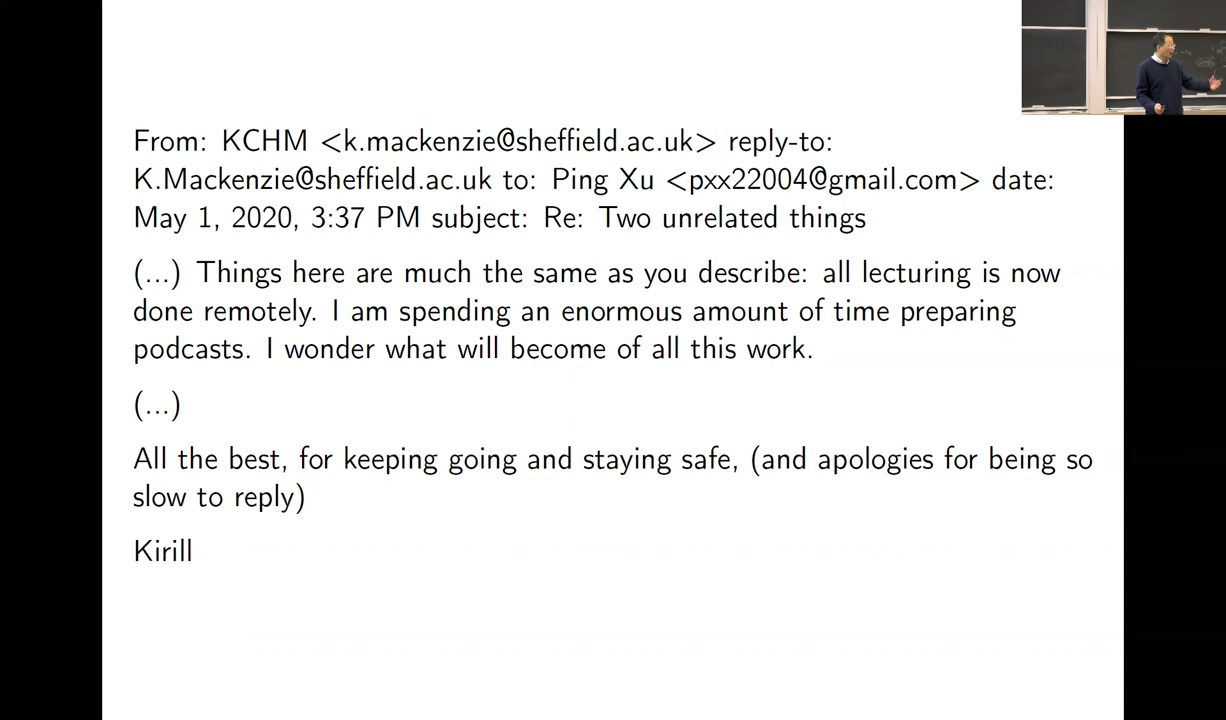 From: KCHM <k.mackenzie@sheffield.ac.uk> reply-to:
K.Mackenzie@sheffield.ac.uk to: Ping Xu <pxx22004@gmail.com> date:
May 1, 2020, 3:37 PM subject: Re: Two unrelated things
(...) Things here are much the same as you describe: all lecturing is now
done remotely. I am spending an enormous amount of time preparing
podcasts. I wonder what will become of all this work.
(...)
All the best, for keeping going and staying safe, (and apologies for being so
slow to reply)
Kirill